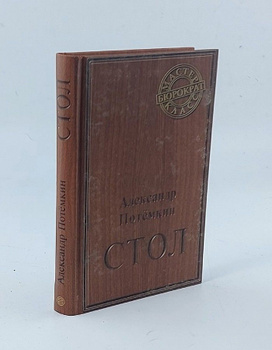 СТОЛ
Александр Потемкин
МАСТЕР
БЮРОКРАТ
КЛАСС
Александр
Потемкин
СТОЛ